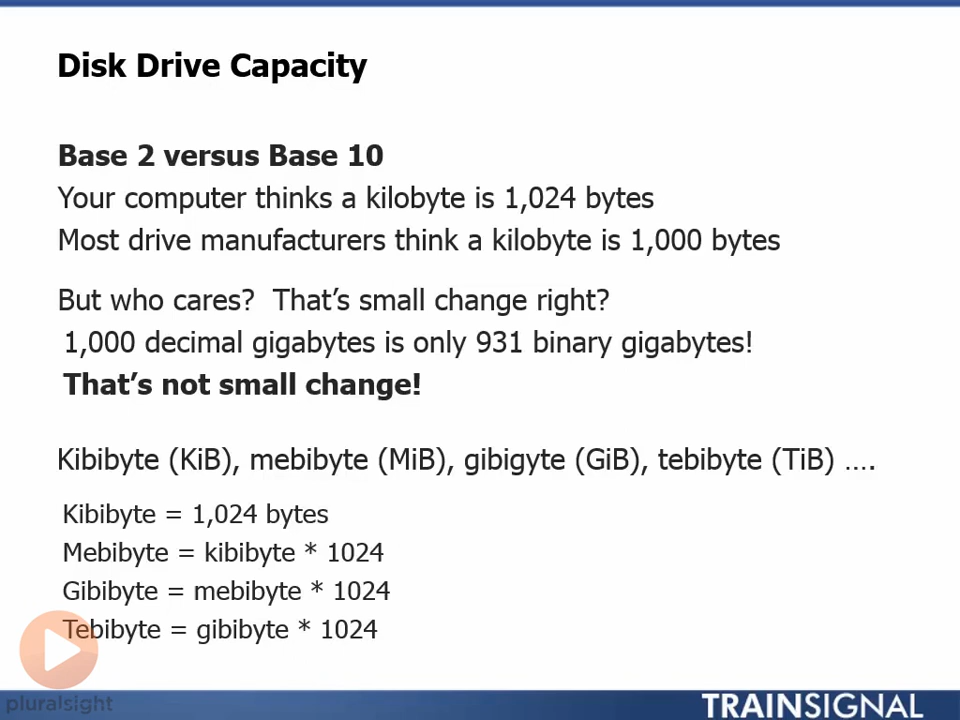 Disk Drive Capacity
Base 2 versus Base 10
Your computer thinks a kilobyte is 1,024 bytes
Most drive manufacturers think a kilobyte is 1,000 bytes
But who cares?  That’s small change right?
1,000 decimal gigabytes is only 931 binary gigabytes!
That’s not small change!
Kibibyte (KiB), mebibyte (MiB), gibigyte (GiB), tebibyte (TiB) ….
Kibibyte = 1,024 bytes
Mebibyte = kibibyte * 1024
Gibibyte = mebibyte * 1024
Tebibyte = gibibyte * 1024
pluralsight
TRAINSIGNAL